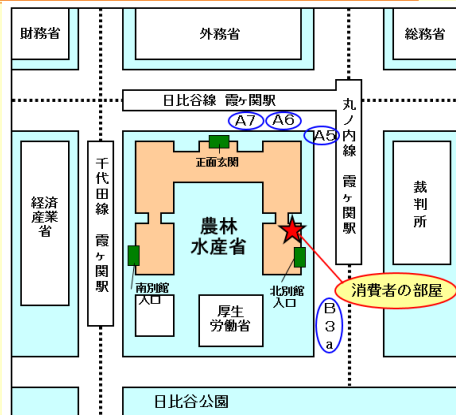 財務省
外務省
総務省
日比谷線 霞ヶ関駅
A7
A6
A5
丸ノ内線 霞ヶ関駅
千代田線 霞ヶ関駅
正面玄関
経済
産業
省
農林
水産省
裁判所
消費者の部屋
南別館
入口
北別館
入口
厚生
労働省
B3a
日比谷公園